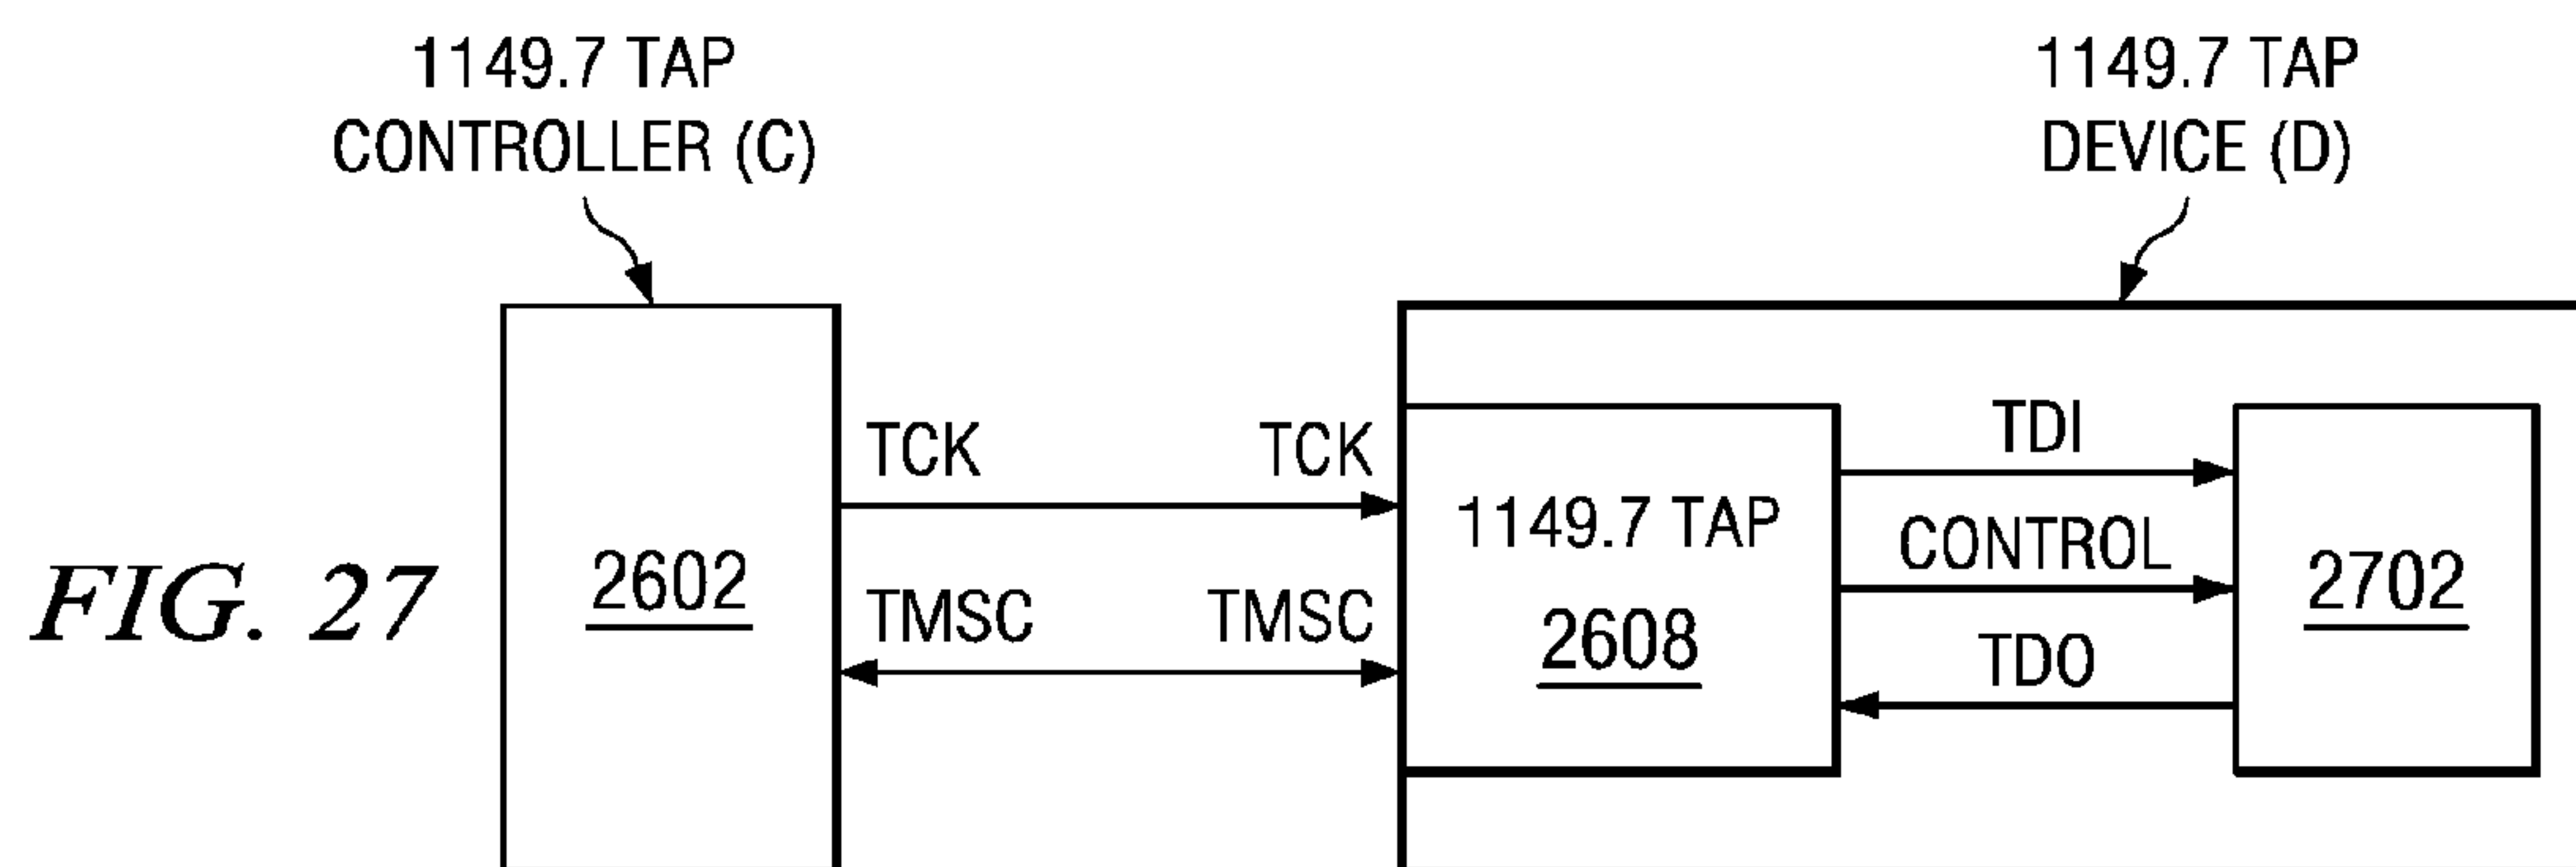 1149.7 TAP
CONTROLLER (C)
1149.7 TAP
DEVICE (D)
TCK
TCK
TDI
1149.7 TAP
CONTROL
FIG. 27
2602
TMSC
TMSC
2608
2702
TDO